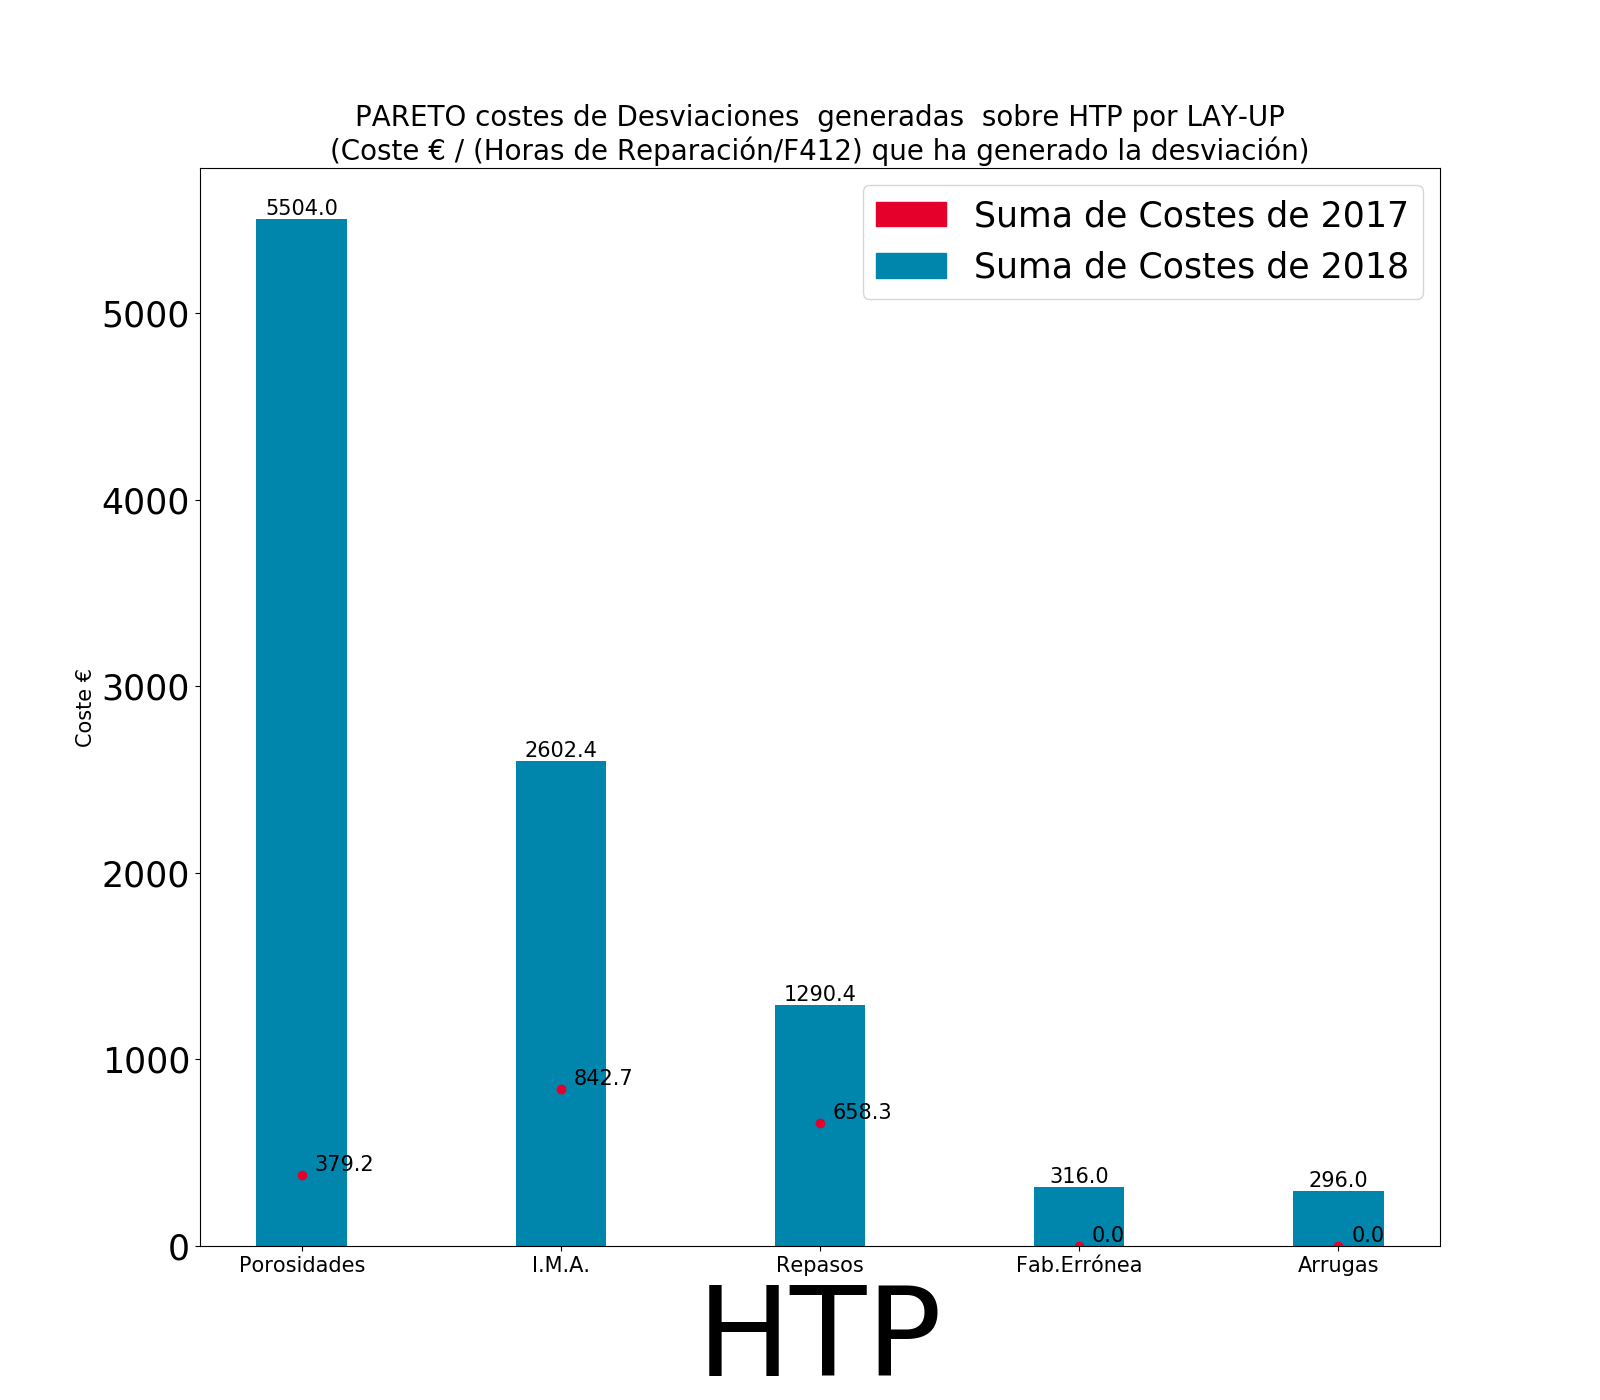 PARETO costes de Desviaciones  generadas  sobre HTP por LAY-UP
(Coste € / (Horas de Reparación/F412) que ha generado la desviación)
Suma de Costes de 2017
Suma de Costes de 2018
Coste €
5000
4000
3000
2000
1000
0
5504.0
2602.4
1290.4
316.0
296.0
379.2
842.7
658.3
0.0
0.0
Porosidades
I.M.A.
Repasos
Fab.Errónea
Arrugas
HTP